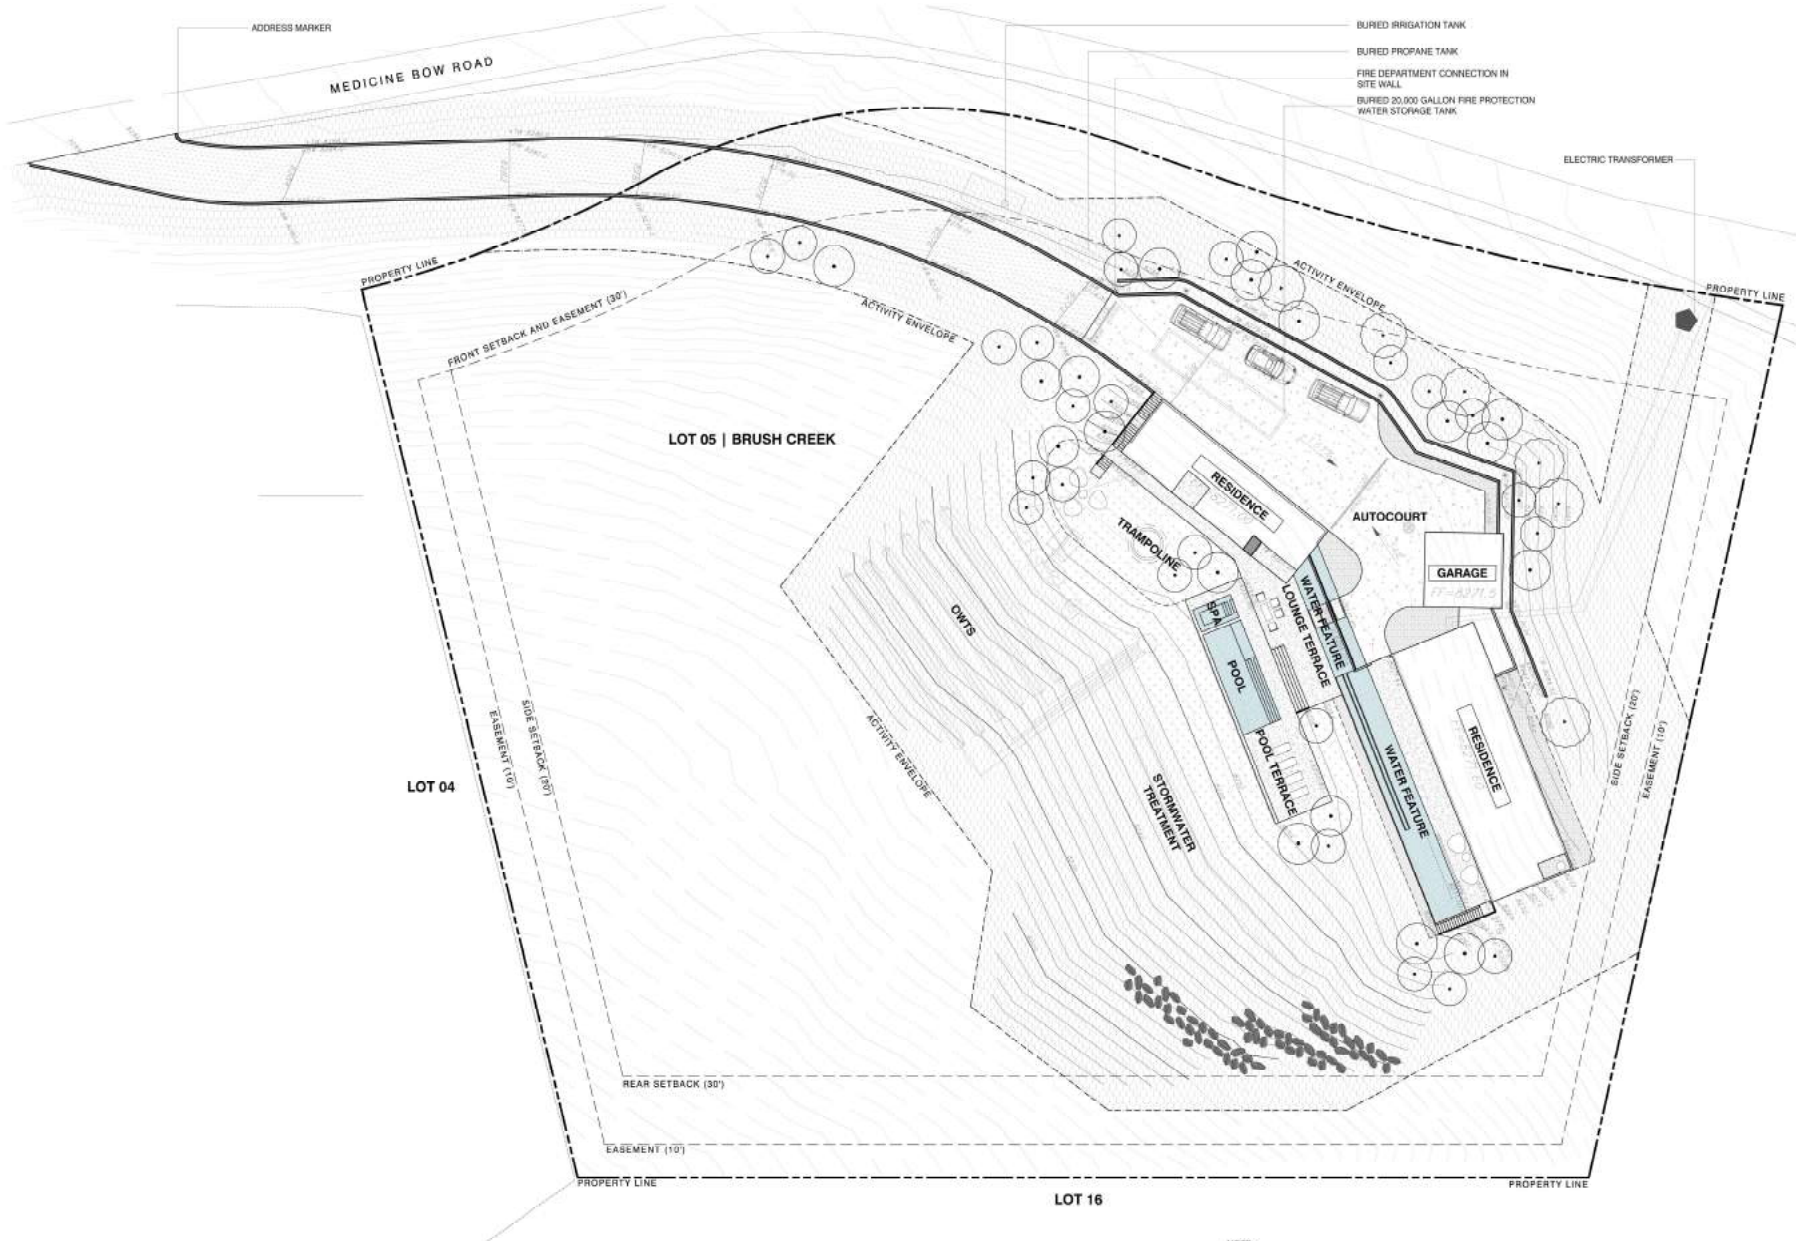 ADDRESS MARKER
MEDICINE BOW ROAD
BURIED IRRIGATION TANK
BURIED PROPANE TANK
FIRE DEPARTMENT CONNECTION IN
SITE WALL
BURIED 20,000 GALLON FIRE PROTECTION
WATER STORAGE TANK
ELECTRIC TRANSFORMER
PROPERTY LINE
ACTIVITY ENVELOPE
PROPERTY LINE
FRONT SETBACK AND EASEMENT (30')
ACTIVITY ENVELOPE
LOT 05 | BRUSH CREEK
RESIDENCE
AUTOCOURT
TRAMPOLINE
GARAGE
FF=8271.5
SPA
LOUNGE TERRACE
WATER FEATURE
OWTS
POOL
EASEMENT (10')
SIDE SETBACK (20')
ACTIVITY ENVELOPE
POOL TERRACE
WATER FEATURE
RESIDENCE
SIDE SETBACK (20')
EASEMENT (10')
LOT 04
STORMWATER
TREATMENT
REAR SETBACK (30')
EASEMENT (10')
PROPERTY LINE
PROPERTY LINE
LOT 16